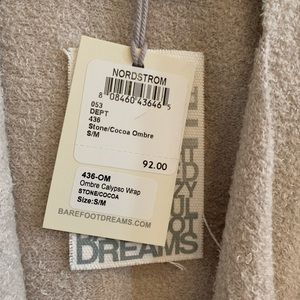 NORDSTROM
8 08460 43646 5
053
DEPT
436
Stone/Cocoa Ombre
S/M
92.00
436-OM
Ombre Calypso Wrap
STONE/COCOA
Size:S/M
BAREFOOTDREAMS.COM
DREAMS